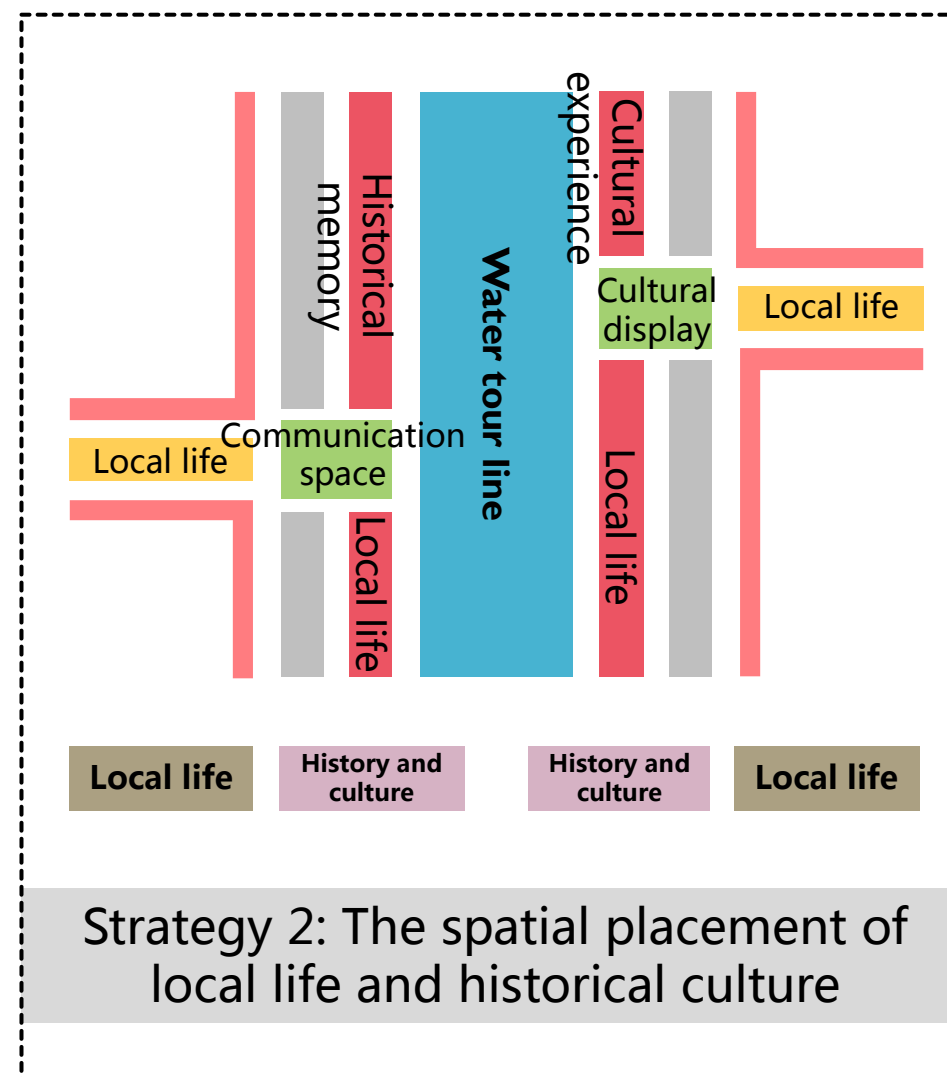 Historical
memory
Water tour line
Cultural
experience
Cultural
display
Local life
Communication
space
Local life
Local life
Local life
Local life
History and
culture
History and
culture
Local life
Strategy 2: The spatial placement of
local life and historical culture